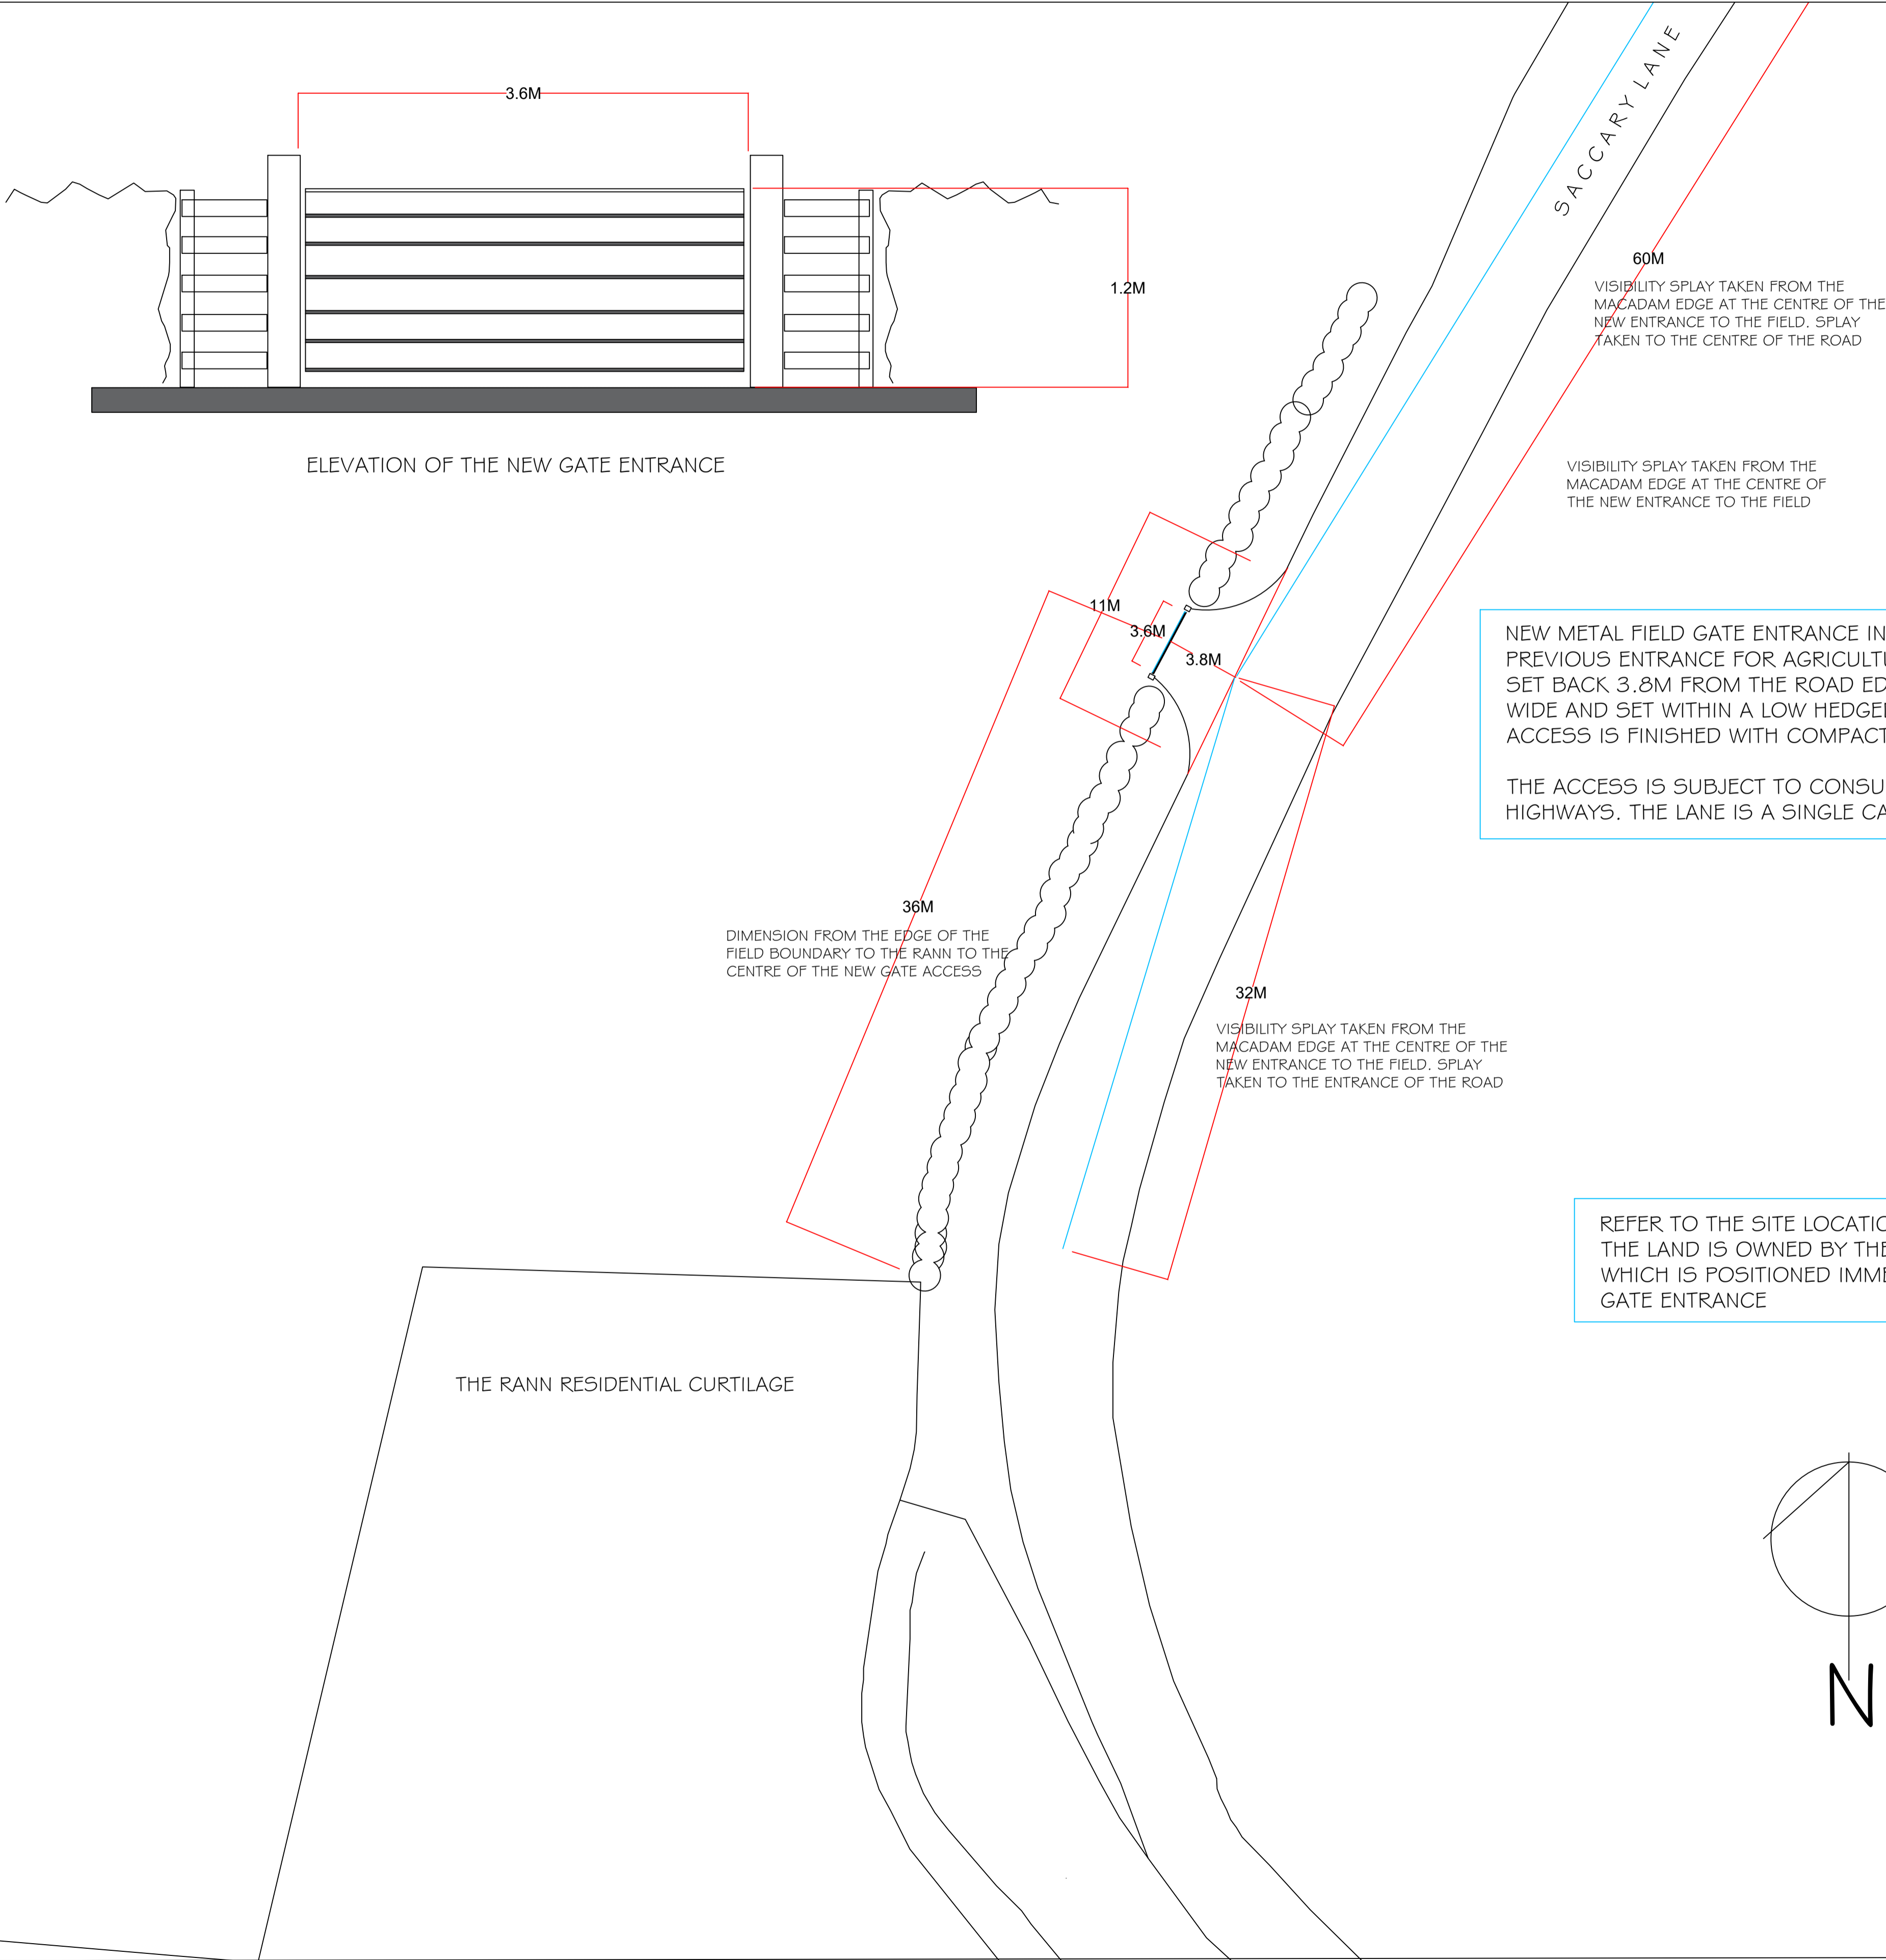 3.6M
1.2M
ELEVATION OF THE NEW GATE ENTRANCE
SACCARY LANE
60M
VISIBILITY SPLAY TAKEN FROM THE
MACADAM EDGE AT THE CENTRE OF THE
NEW ENTRANCE TO THE FIELD. SPLAY
TAKEN TO THE CENTRE OF THE ROAD
VISIBILITY SPLAY TAKEN FROM THE
MACADAM EDGE AT THE CENTRE OF
THE NEW ENTRANCE TO THE FIELD
11M
3.6M
3.8M
NEW METAL FIELD GATE ENTRANCE IN
PREVIOUS ENTRANCE FOR
SET BACK 3.8M FROM THE ROAD
WIDE AND SET WITHIN A LOW
ACCESS IS FINISHED WITH
THE ACCESS IS SUBJECT TO
HIGHWAYS. THE LANE IS A SINGLE
36M
DIMENSION FROM THE EDGE OF THE
FIELD BOUNDARY TO THE RANN TO THE
CENTRE OF THE NEW GATE ACCESS
32M
VISIBILITY SPLAY TAKEN FROM THE
MACADAM EDGE AT THE CENTRE OF THE
NEW ENTRANCE TO THE FIELD. SPLAY
TAKEN TO THE ENTRANCE OF THE ROAD
REFER TO THE SITE
THE LAND IS OWNED BY THE
WHICH IS POSITIONED
GATE ENTRANCE
THE RANN RESIDENTIAL CURTILAGE
N